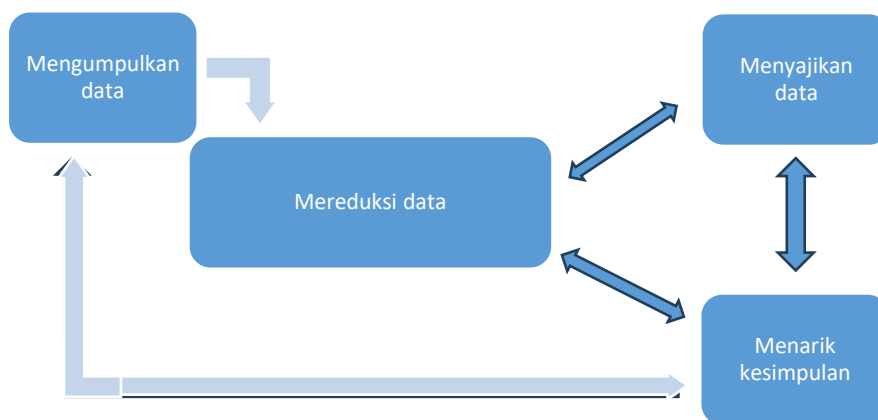 Mengumpulkan
data
Menyajikan
data
Mereduksi data
Menarik
kesimpulan